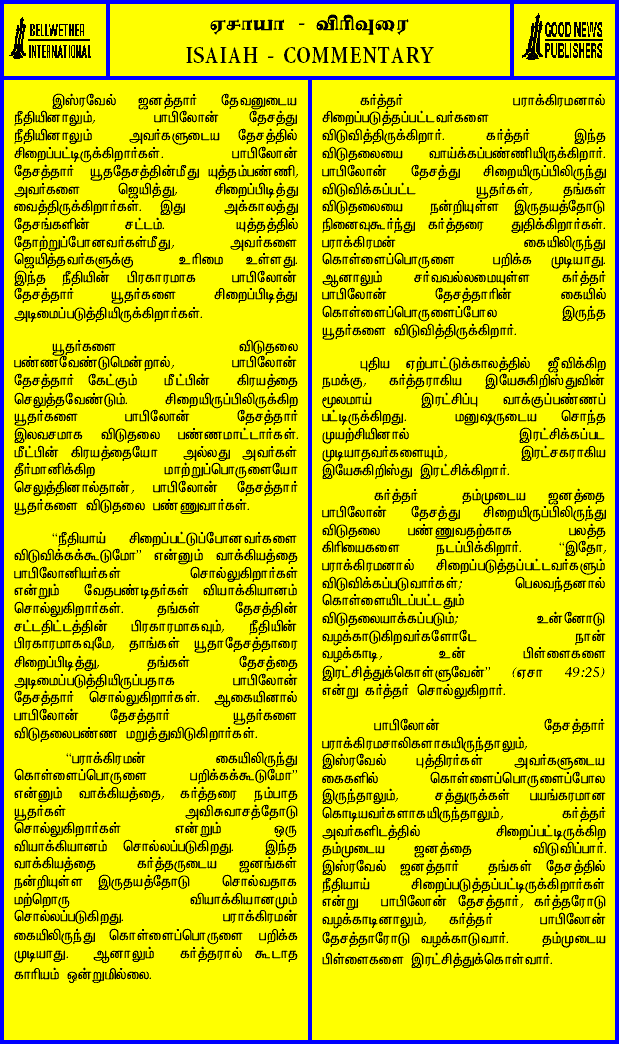 BELLWETHER
INTERNATIONAL
ஏசாயா - விரிவுரை
ISAIAH - COMMENTARY
GOOD NEWS
PUBLISHERS
இஸ்ரவேல் ஜனத்தார் தேவனுடைய
நீதியினாலும், பாபிலோன் தேசத்து
நீதியினாலும் அவர்களுடைய தேசத்தில்
சிறைப்பட்டிருக்கிறார்கள். பாபிலோன்
தேசத்தார் யூததேசத்தின்மீது யுத்தம்பண்ணி,
அவர்களை ஜெயித்து, சிறைப்பிடித்து
வைத்திருக்கிறார்கள். இது அக்காலத்து
தேசங்களின் சட்டம். யுத்தத்தில்
தோற்றுப்போனவர்கள்மீது, அவர்களை
ஜெயித்தவர்களுக்கு உரிமை உள்ளது.
இந்த நீதியின் பிரகாரமாக பாபிலோன்
தேசத்தார் யூதர்களை சிறைப்பிடித்து
அடிமைப்படுத்தியிருக்கிறார்கள்.
யூதர்களை விடுதலை
பண்ணவேண்டுமென்றால், பாபிலோன்
தேசத்தார் கேட்கும் மீட்பின் கிரயத்தை
செலுத்தவேண்டும். சிறையிருப்பிலிருக்கிற
யூதர்களை பாபிலோன் தேசத்தார்
இலவசமாக விடுதலை பண்ணமாட்டார்கள்.
மீட்பின் கிரயத்தையோ அல்லது அவர்கள்
தீர்மானிக்கிற மாற்றுப்பொருளையோ
செலுத்தினால்தான், பாபிலோன் தேசத்தார்
யூதர்களை விடுதலை பண்ணுவார்கள்.
“நீதியாய் சிறைப்பட்டுப்போனவர்களை
விடுவிக்கக்கூடுமோ” என்னும் வாக்கியத்தை
பாபிலோனியர்கள் சொல்லுகிறார்கள்
என்றும் வேதபண்டிதர்கள் வியாக்கியானம்
சொல்லுகிறார்கள். தங்கள் தேசத்தின்
சட்டதிட்டத்தின் பிரகாரமாகவும், நீதியின்
பிரகாரமாகவுமே, தாங்கள் யூதாதேசத்தாரை
சிறைப்பிடித்து, தங்கள் தேசத்தை
அடிமைப்படுத்தியிருப்பதாக பாபிலோன்
தேசத்தார் சொல்லுகிறார்கள். ஆகையினால்
பாபிலோன் தேசத்தார் யூதர்களை
விடுதலைபண்ண மறுத்துவிடுகிறார்கள்.
“பராக்கிரமன் கையிலிருந்து
கொள்ளைப்பொருளை பறிக்கக்கூடுமோ”
என்னும் வாக்கியத்தை, கர்த்தரை நம்பாத
யூதர்கள் அவிசுவாசத்தோடு
சொல்லுகிறார்கள் என்றும் ஒரு
வியாக்கியானம் சொல்லப்படுகிறது. இந்த
வாக்கியத்தை கர்த்தருடைய ஜனங்கள்
நன்றியுள்ள இருதயத்தோடு சொல்வதாக
மற்றொரு வியாக்கியானமும்
சொல்லப்படுகிறது. பராக்கிரமன்
கையிலிருந்து கொள்ளைப்பொருளை பறிக்க
முடியாது. ஆனாலும் கர்த்தரால் கூடாத
காரியம் ஒன்றுமில்லை.
கர்த்தர் பராக்கிரமனால்
சிறைப்படுத்தப்பட்டவர்களை
விடுவித்திருக்கிறார். கர்த்தர் இந்த
விடுதலையை வாய்க்கப்பண்ணியிருக்கிறார்.
பாபிலோன் தேசத்து சிறையிருப்பிலிருந்து
விடுவிக்கப்பட்ட யூதர்கள், தங்கள்
விடுதலையை நன்றியுள்ள இருதயத்தோடு
நினைவுகூர்ந்து கர்த்தரை துதிக்கிறார்கள்.
பராக்கிரமன் கையிலிருந்து
கொள்ளைப்பொருளை பறிக்க முடியாது.
ஆனாலும் சர்வவல்லமையுள்ள கர்த்தர்
பாபிலோன் தேசத்தாரின் கையில்
கொள்ளைப்பொருளைப்போல இருந்த
யூதர்களை விடுவித்திருக்கிறார்.
புதிய ஏற்பாட்டுக்காலத்தில் ஜீவிக்கிற
நமக்கு, கர்த்தராகிய இயேசுகிறிஸ்துவின்
மூலமாய் இரட்சிப்பு வாக்குப்பண்ணப்
பட்டிருக்கிறது. மனுஷருடைய சொந்த
முயற்சியினால் இரட்சிக்கப்பட
முடியாதவர்களையும், இரட்சகராகிய
இயேசுகிறிஸ்து இரட்சிக்கிறார்.
கர்த்தர் தம்முடைய ஜனத்தை
பாபிலோன் தேசத்து சிறையிருப்பிலிருந்து
விடுதலை பண்ணுவதற்காக பலத்த
கிரியைகளை நடப்பிக்கிறார். “இதோ,
பராக்கிரமனால் சிறைப்படுத்தப்பட்டவர்களும்
விடுவிக்கப்படுவார்கள்; பெலவந்தனால்
கொள்ளையிடப்பட்டதும்
விடுதலையாக்கப்படும்; உன்னோடு
வழக்காடுகிறவர்களோடே நான்
வழக்காடி, உன் பிள்ளைகளை
இரட்சித்துக்கொள்ளுவேன்” (ஏசா 49:25)
என்று கர்த்தர் சொல்லுகிறார்.
பாபிலோன் தேசத்தார்
பராக்கிரமசாலிகளாகயிருந்தாலும்,
இஸ்ரவேல் புத்திரர்கள் அவர்களுடைய
கைகளில் கொள்ளைப்பொருளைப்போல
இருந்தாலும், சத்துருக்கள் பயங்கரமான
கொடியவர்களாகயிருந்தாலும், கர்த்தர்
அவர்களிடத்தில் சிறைப்பட்டிருக்கிற
தம்முடைய ஜனத்தை விடுவிப்பார்.
இஸ்ரவேல் ஜனத்தார் தங்கள் தேசத்தில்
நீதியாய் சிறைப்படுத்தப்பட்டிருக்கிறார்கள்
என்று பாபிலோன் தேசத்தார், கர்த்தரோடு
வழக்காடினாலும், கர்த்தர் பாபிலோன்
தேசத்தாரோடு வழக்காடுவார். தம்முடைய
பிள்ளைகளை இரட்சித்துக்கொள்வார்.